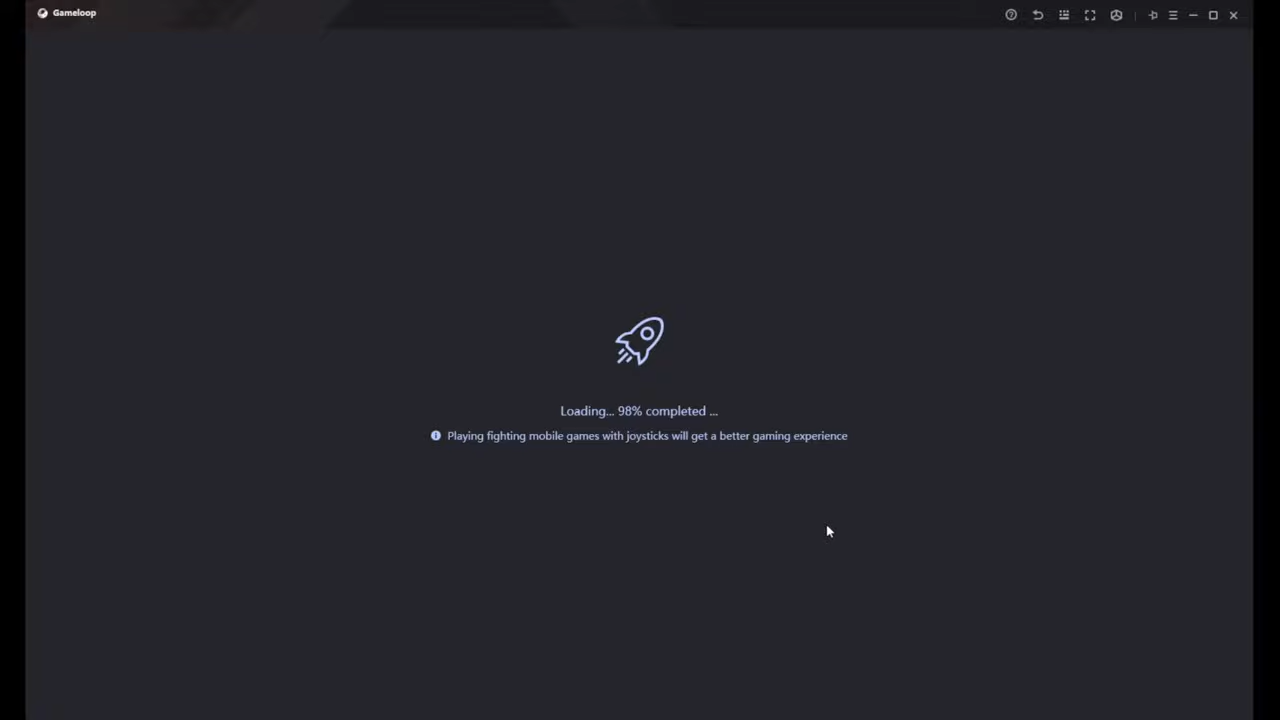 Gameloop
Loading... 98% completed ...
Playing fighting mobile games with joysticks will get a better gaming experience